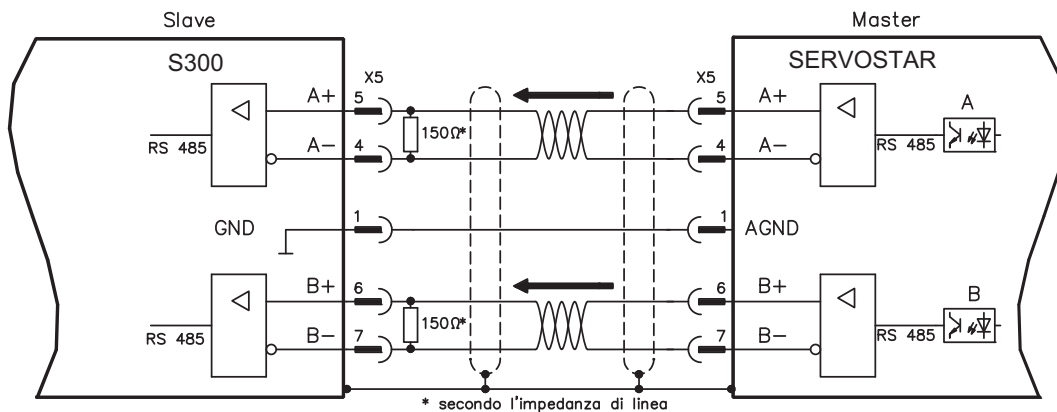 Slave
Master
S300
SERVOSTAR
X5
X5
A+
5
5
A+
A
150Ω*
RS 485
A-
4
4
A-
RS 485
GND
1
1
AGND
B+
6
6
B+
B
150Ω*
RS 485
B-
7
7
B-
RS 485
* secondo l'impedanza di linea